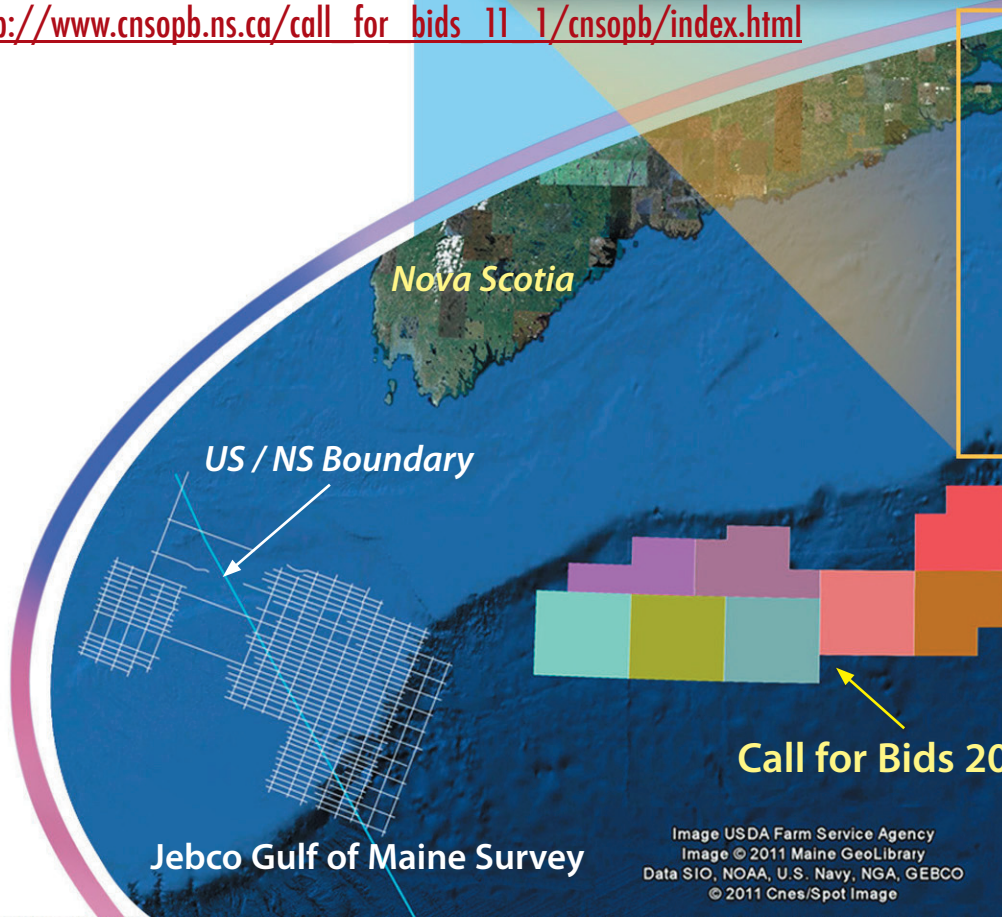 p://www.cnsopb.ns.ca/call_for_bids_11_1/cnsopb/index.html
Nova Scotia
US / NS Boundary
Call for Bids 20
Jebco Gulf of Maine Survey
Image USDA Farm Service Agency
Image © 2011 Maine GeoLibrary
Data SIO, NOAA, U.S. Navy, NGA, GEBCO
© 2011 Cnes/Spot Image